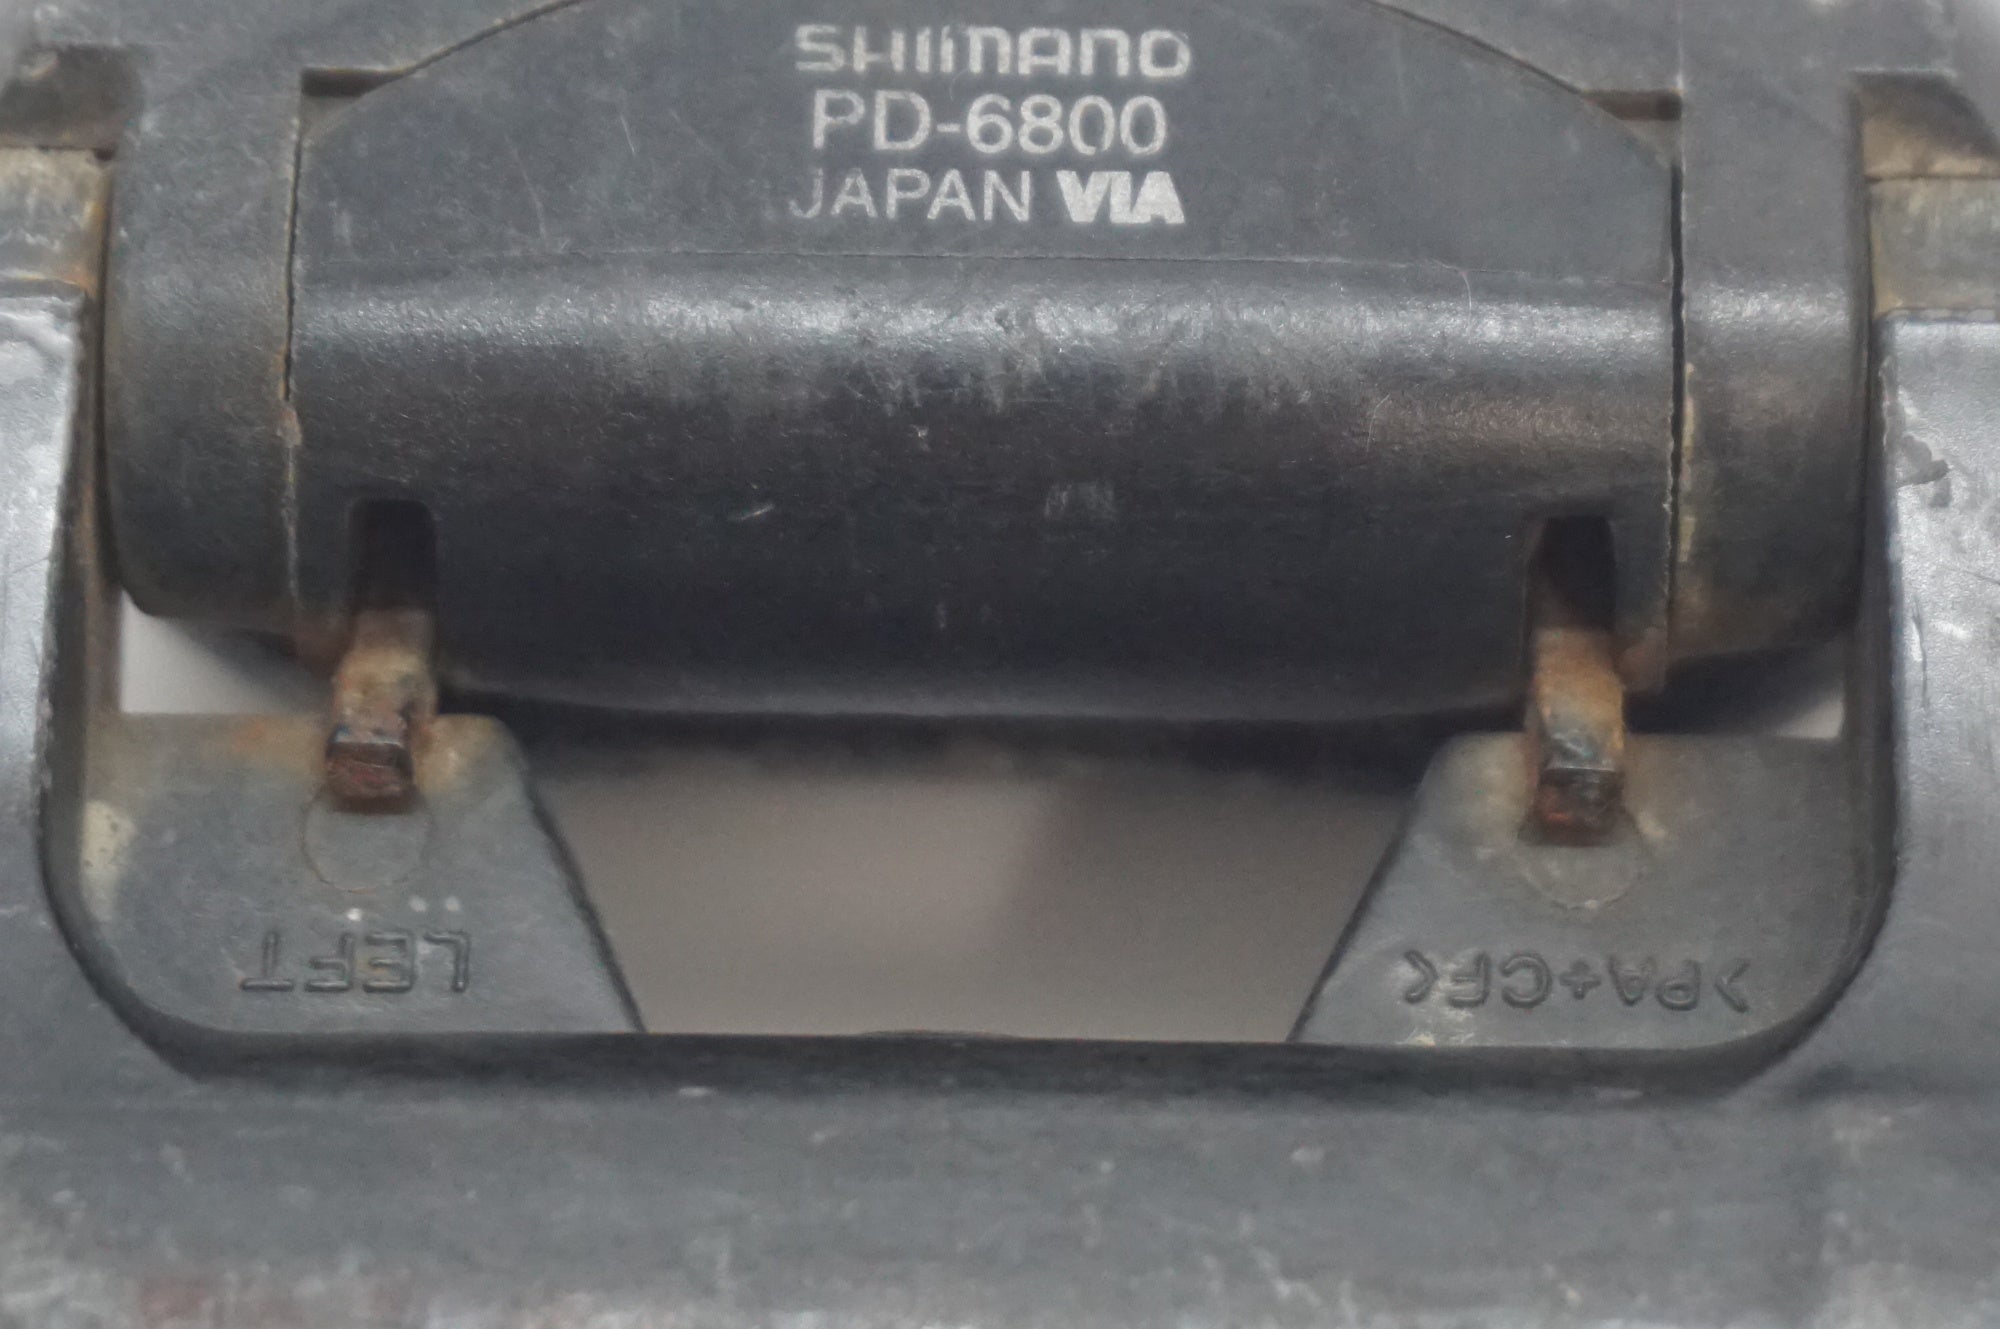 SHIMANO
PD-6800
JAPAN VIA
LEFT
>PA+CF<